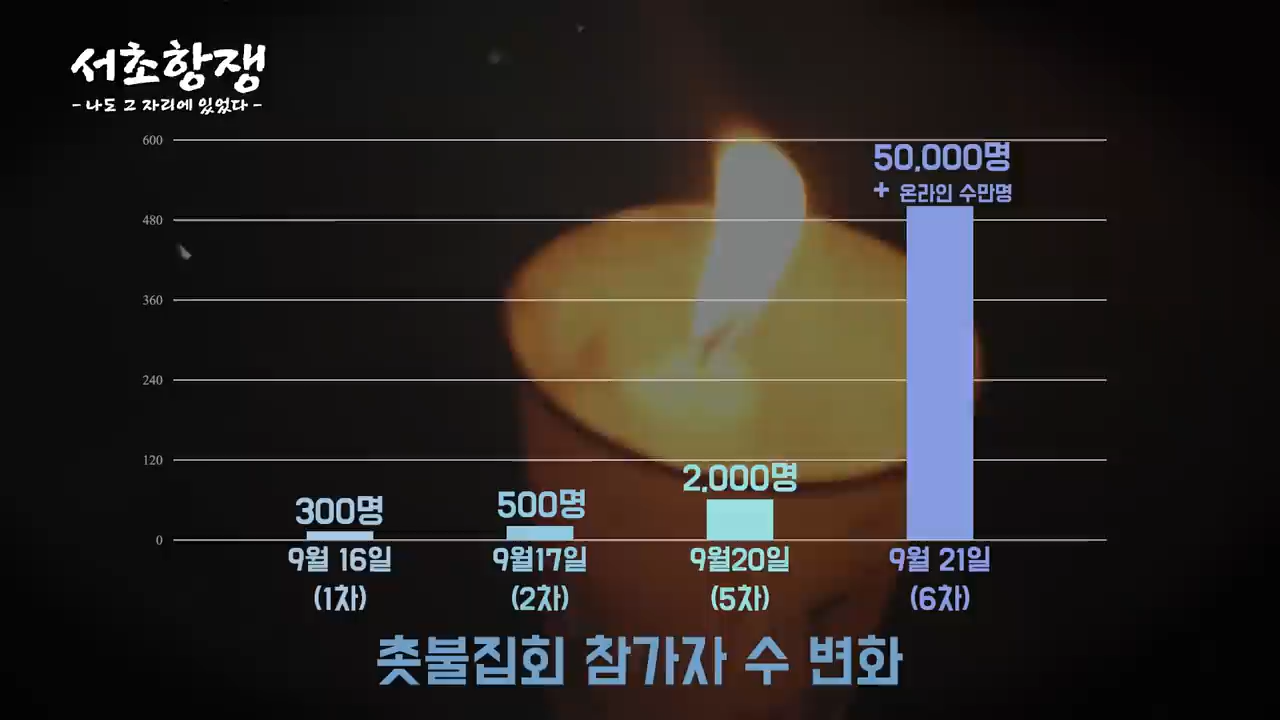 서초항쟁
- 나도 그 자리에 있었다 -
600
480
360
240
120
0
300명
500명
2,000명
50,000명
+ 온라인 수만명
9월 16일
(1차)
9월17일
(2차)
9월20일
(5차)
9월 21일
(6차)
촛불집회 참가자 수 변화